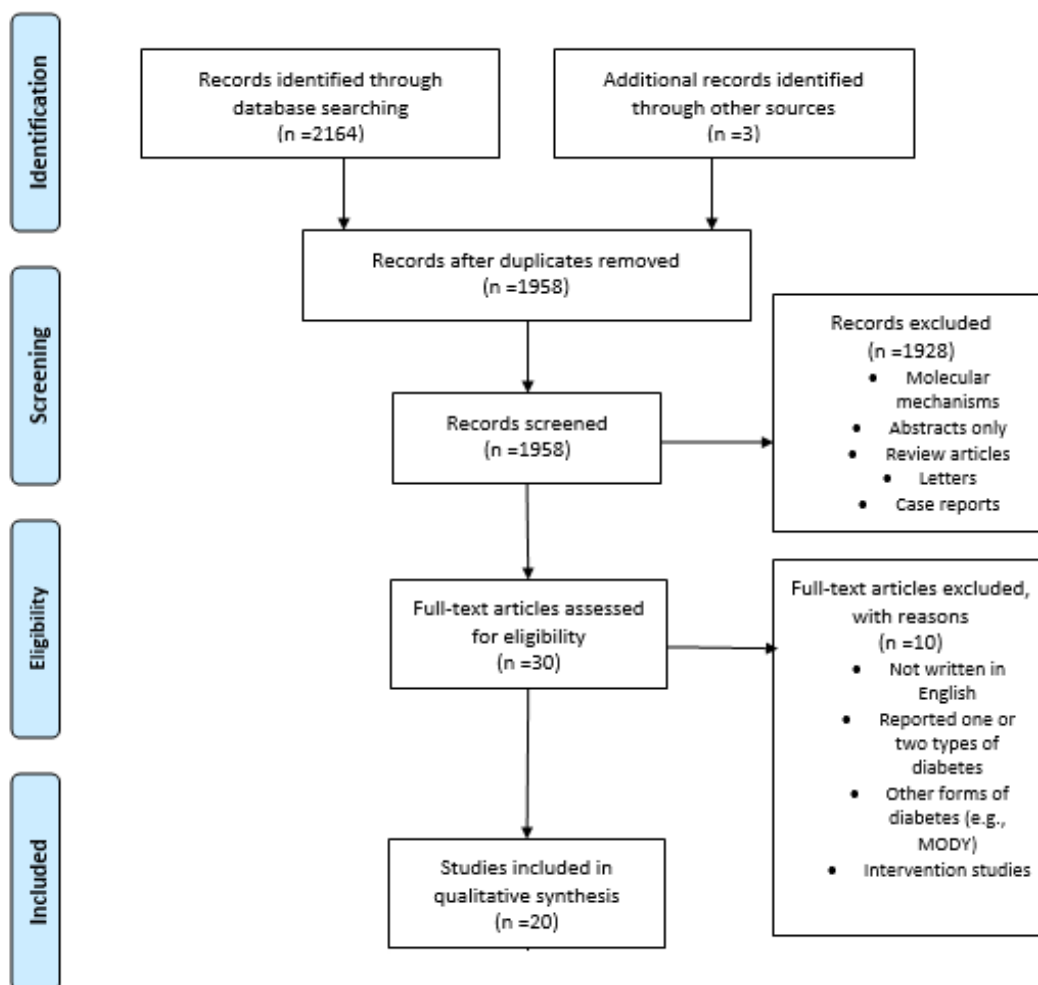 Identification
Records identified through
database searching
(n =2164)
Additional records identified
through other sources
(n =3)
Records after duplicates removed
(n =1958)
Screening
Records screened
(n =1958)
Records excluded
(n =1928)
• Molecular
mechanisms
• Abstracts only
• Review articles
• Letters
• Case reports
Eligibility
Full-text articles assessed
for eligibility
(n =30)
Full-text articles excluded,
with reasons
(n =10)
• Not written in
English
• Reported one or
two types of
diabetes
• Other forms of
diabetes (e.g.,
MODY)
• Intervention studies
Included
Studies included in
qualitative synthesis
(n =20)